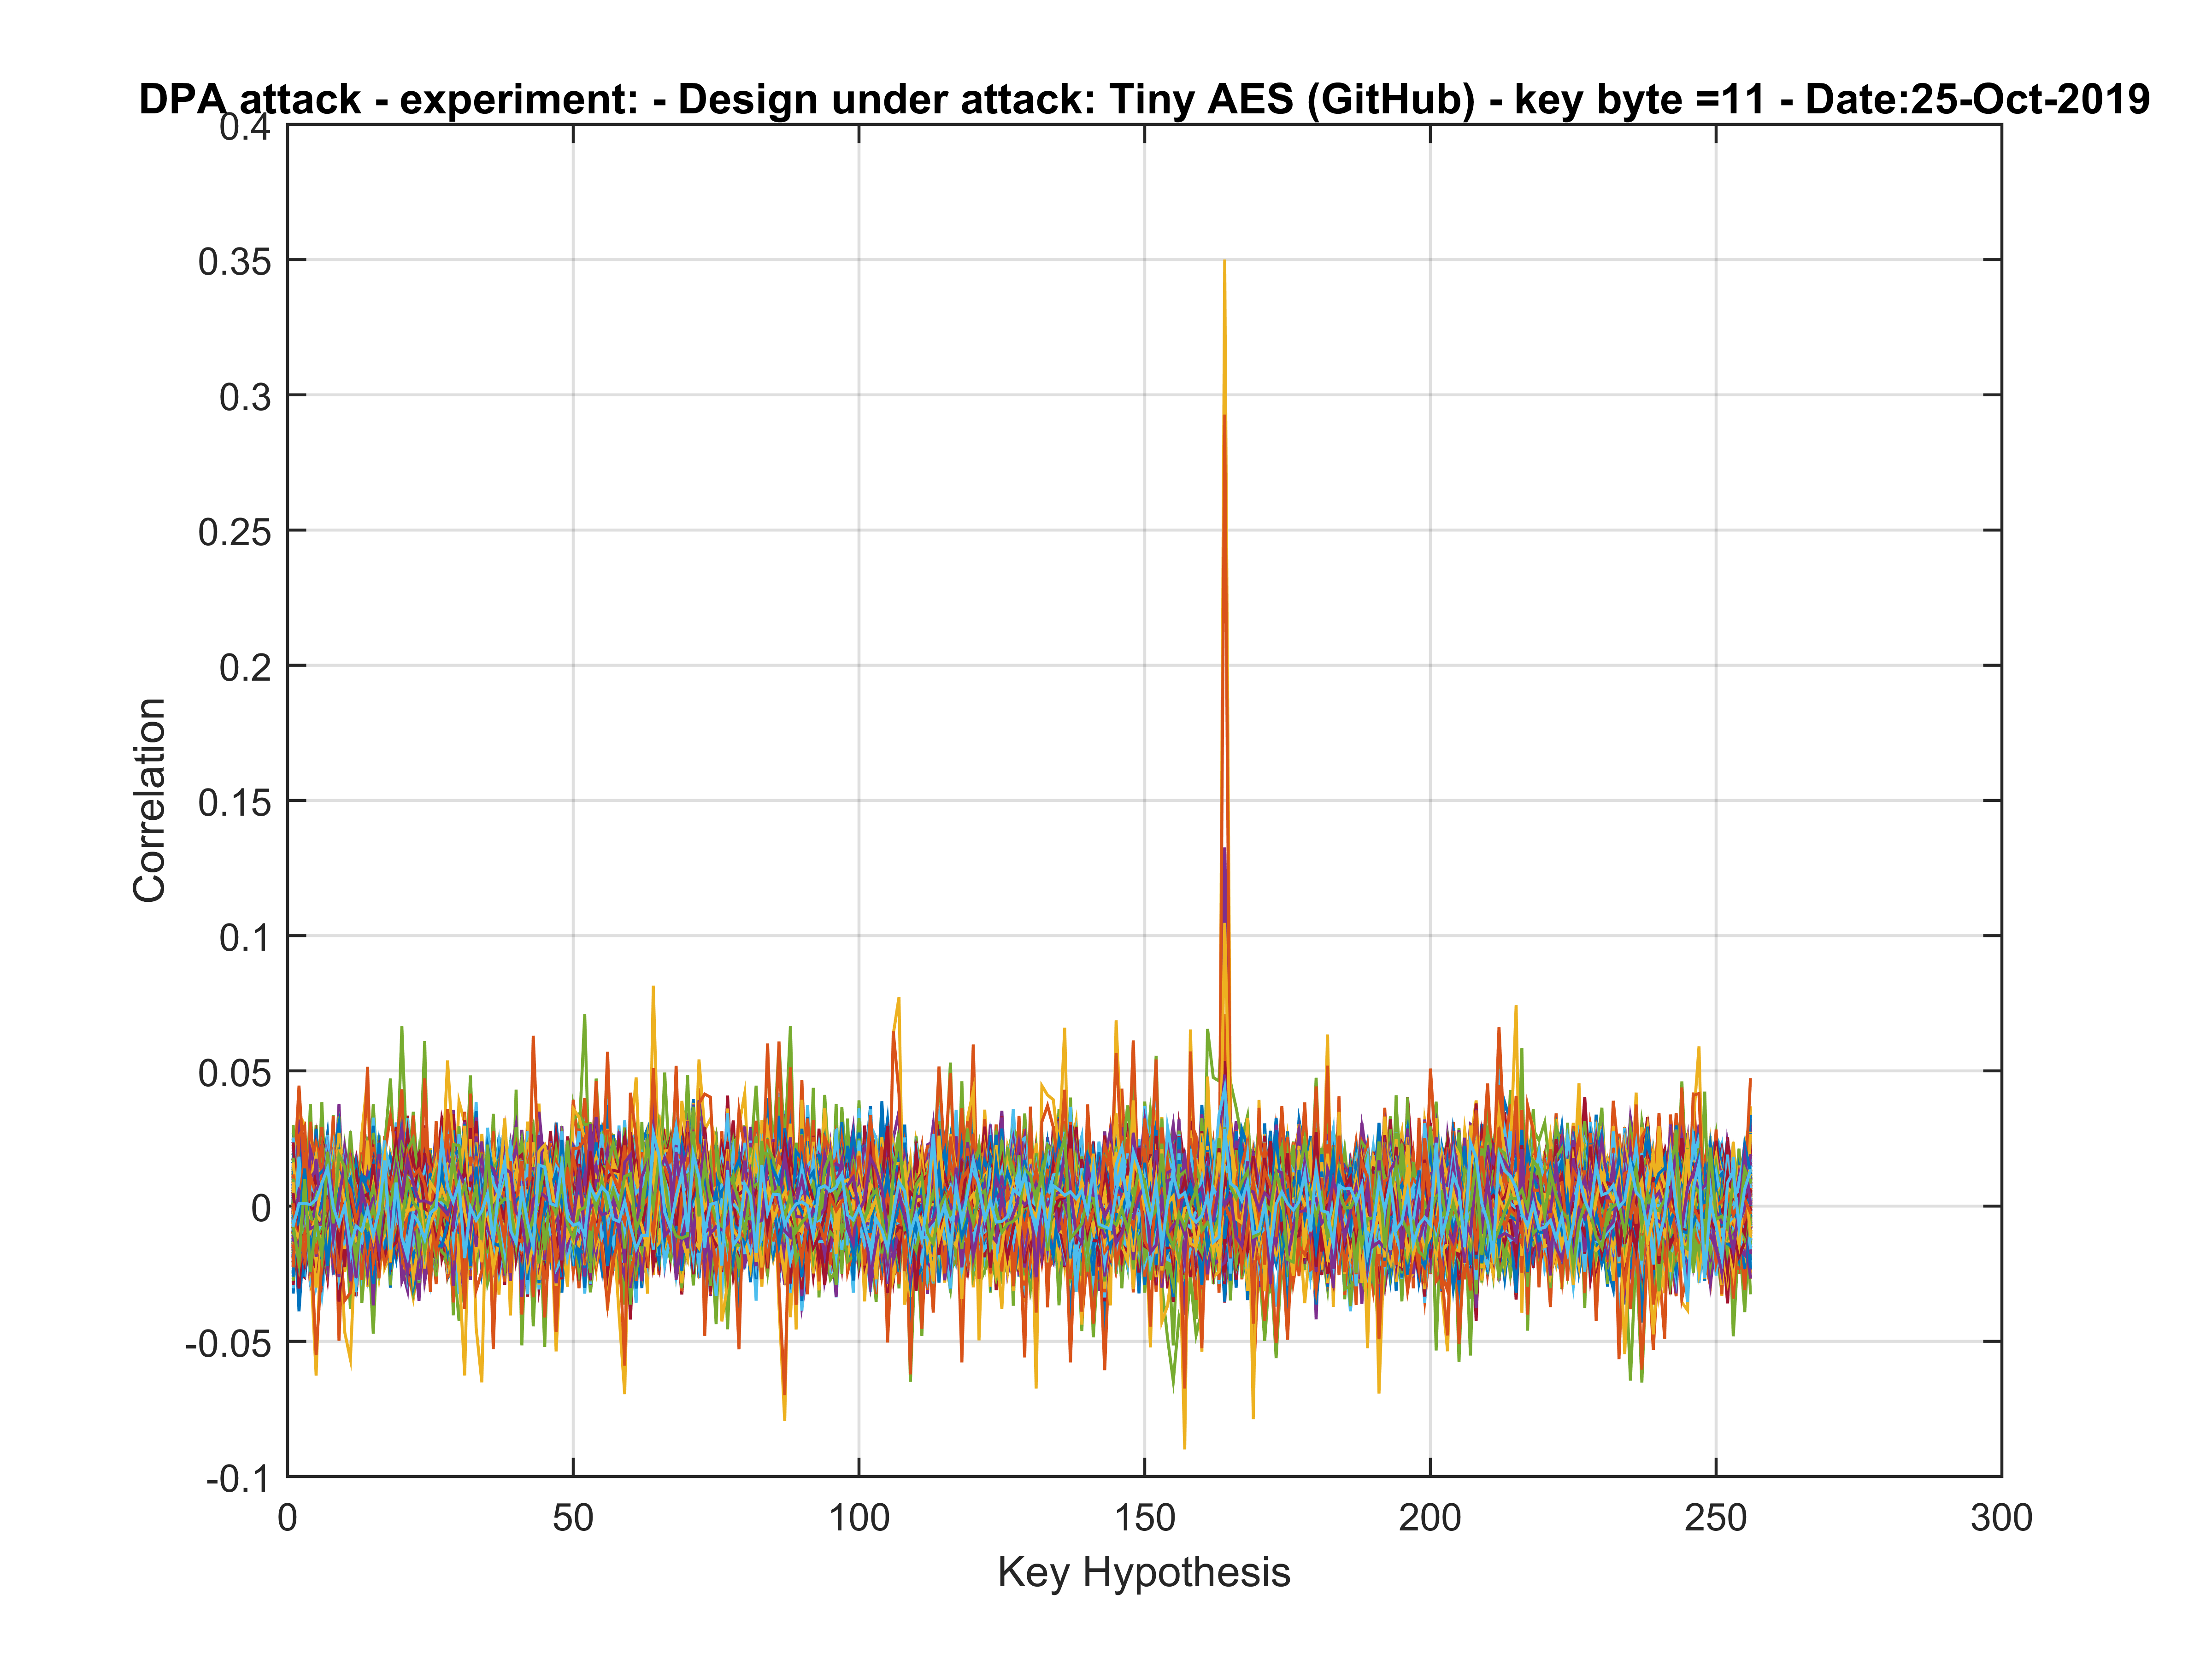 DPA attack - experiment: - Design under attack: Tiny AES (GitHub) - key byte =11 - Date:25-Oct-2019
0.4
0.35
0.3
0.25
0.2
0.15
0.1
0.05
0
-0.05
-0.1
Correlation
0 50 100 150 200 250 300
Key Hypothesis